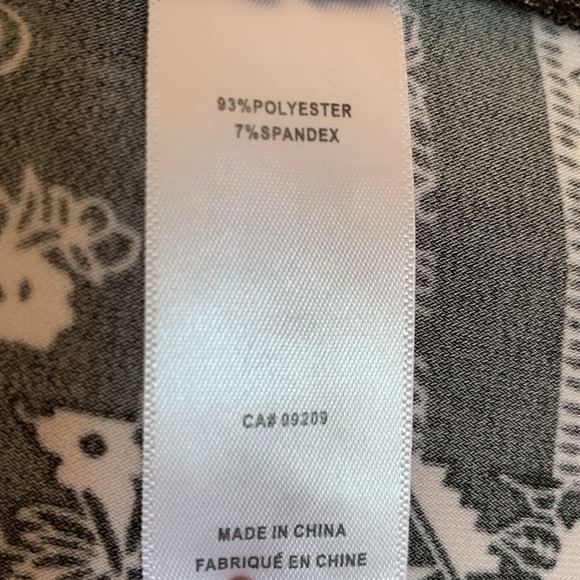 93%POLYESTER
7%SPANDEX
CA# 09209
MADE IN CHINA
FABRIQUÉ EN CHINE